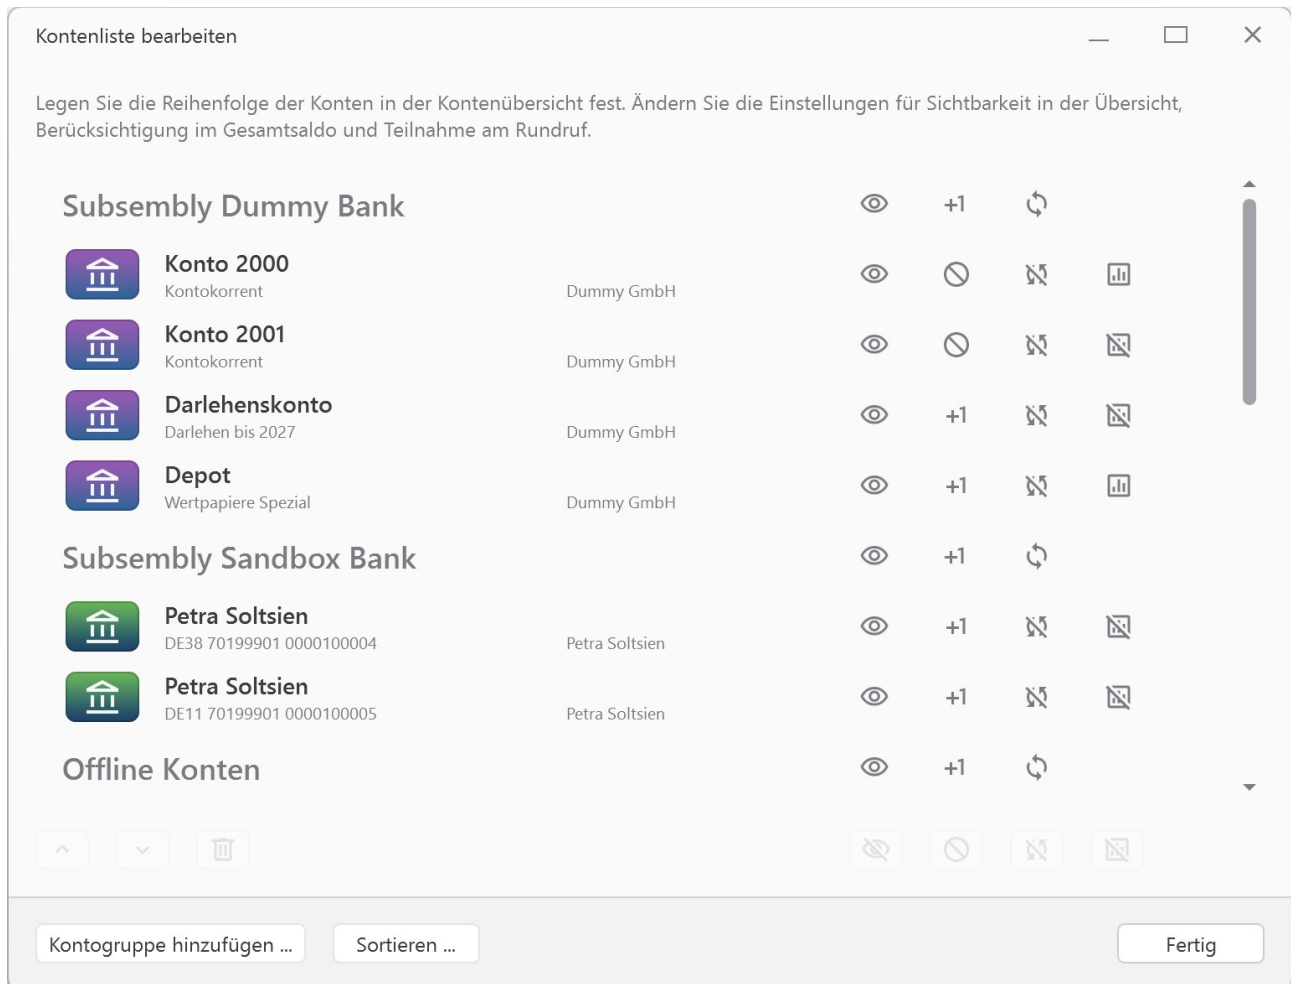 Kontenliste bearbeiten
Legen Sie die Reihenfolge der Konten in der Kontenübersicht fest. Ändern Sie die Einstellungen für Sichtbarkeit in der Übersicht,
Berücksichtigung im Gesamtsaldo und Teilnahme am Rundruf.
Subsembly Dummy Bank +1
Konto 2000
Kontokorrent Dummy GmbH
Konto 2001
Kontokorrent Dummy GmbH
Darlehenskonto +1
Darlehen bis 2027 Dummy GmbH
Depot +1
Wertpapiere Spezial Dummy GmbH
Subsembly Sandbox Bank +1
Petra Soltsien +1
DE38 70199901 0000100004 Petra Soltsien
Petra Soltsien +1
DE11 70199901 0000100005 Petra Soltsien
Offline Konten +1
Kontogruppe hinzufügen ... Sortieren ... Fertig